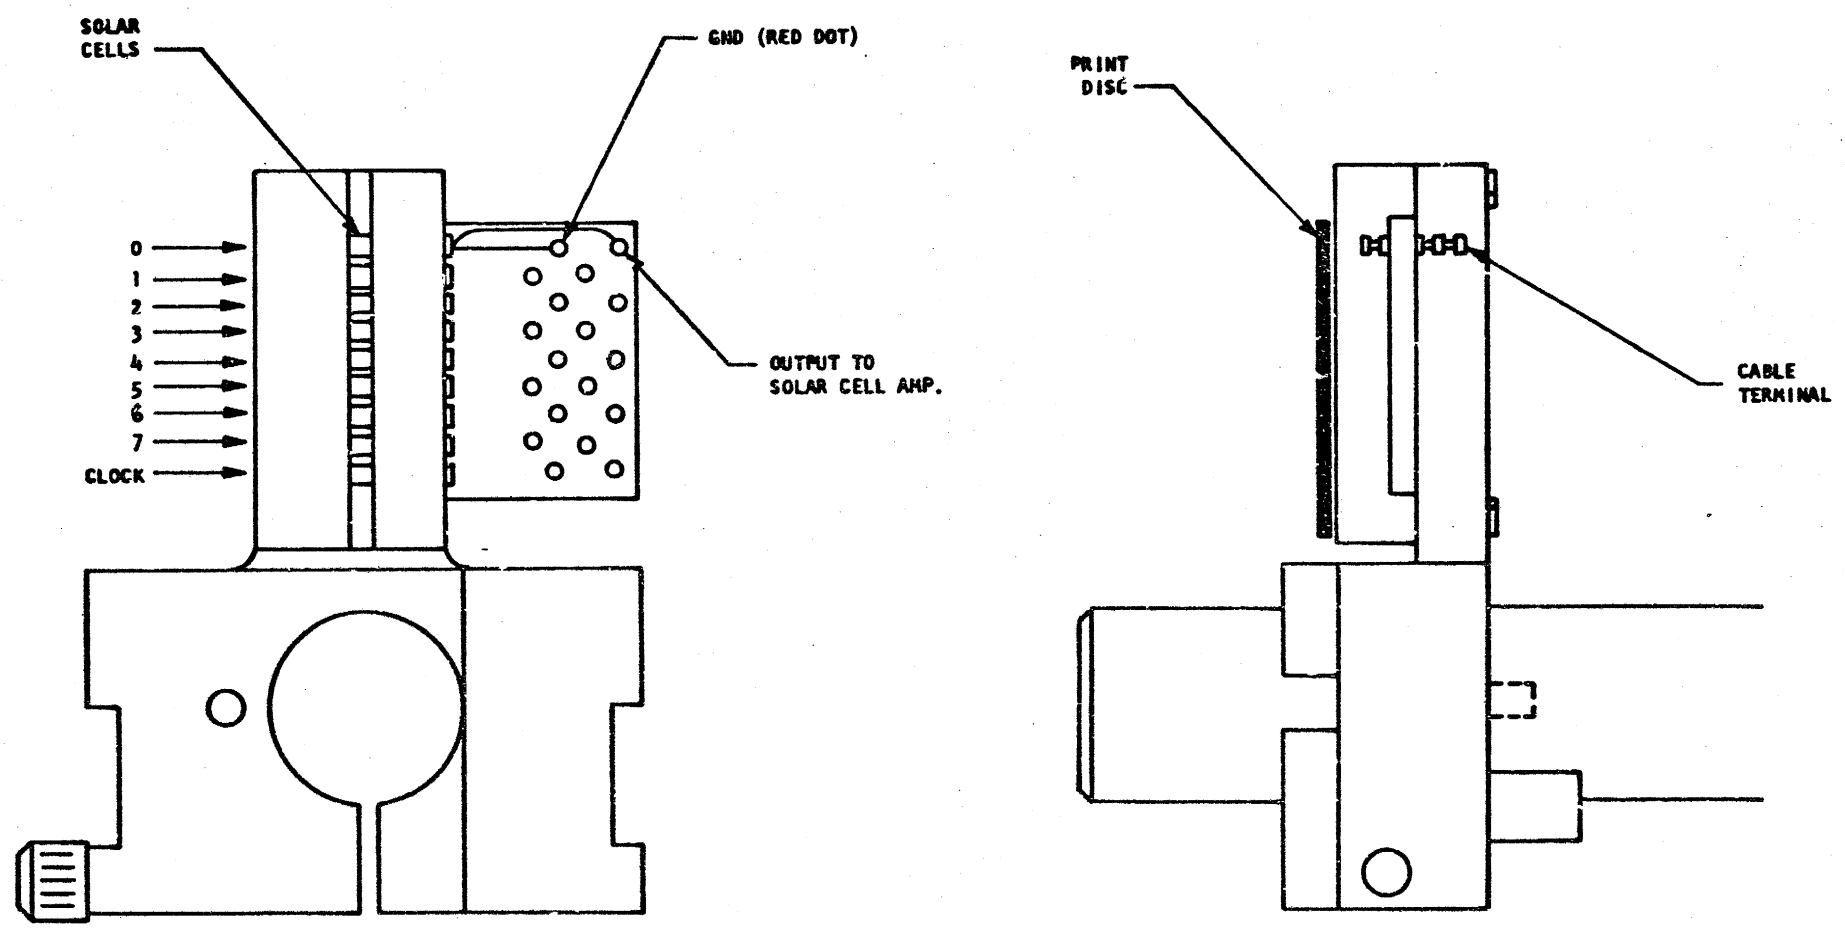 SOLAR
CELLS
GND (RED DOT)
PRINT
DISC
0
1
2
3
4
5
6
7
CLOCK
OUTPUT TO
SOLAR CELL AMP.
CABLE
TERMINAL